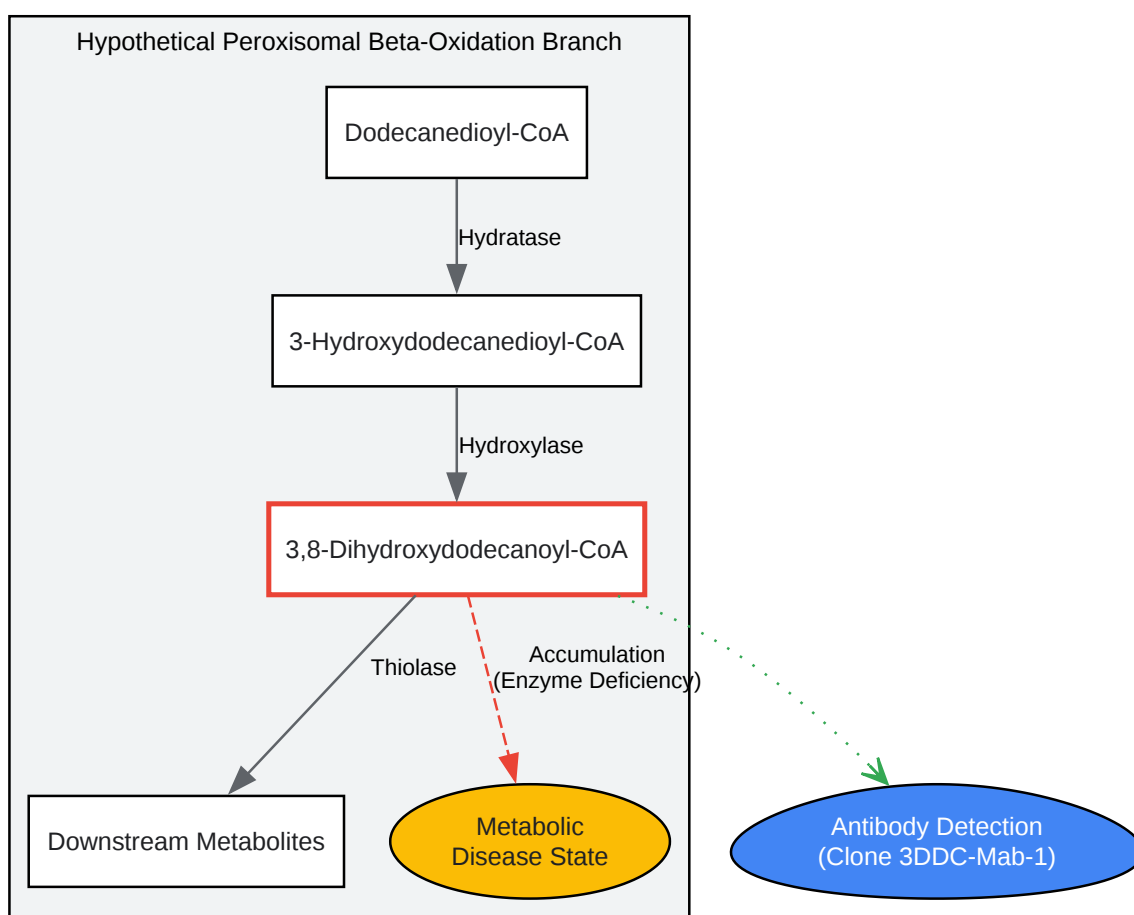 Hypothetical Peroxisomal Beta-Oxidation Branch
Dodecanedioyl-CoA
Hydratase
3-Hydroxydodecanedioyl-CoA
Hydroxylase
3,8-Dihydroxydodecanoyl-CoA
Thiolase
Accumulation
(Enzyme Deficiency)
Downstream Metabolites
Metabolic
Disease State
Antibody Detection
(Clone 3DDC-Mab-1)